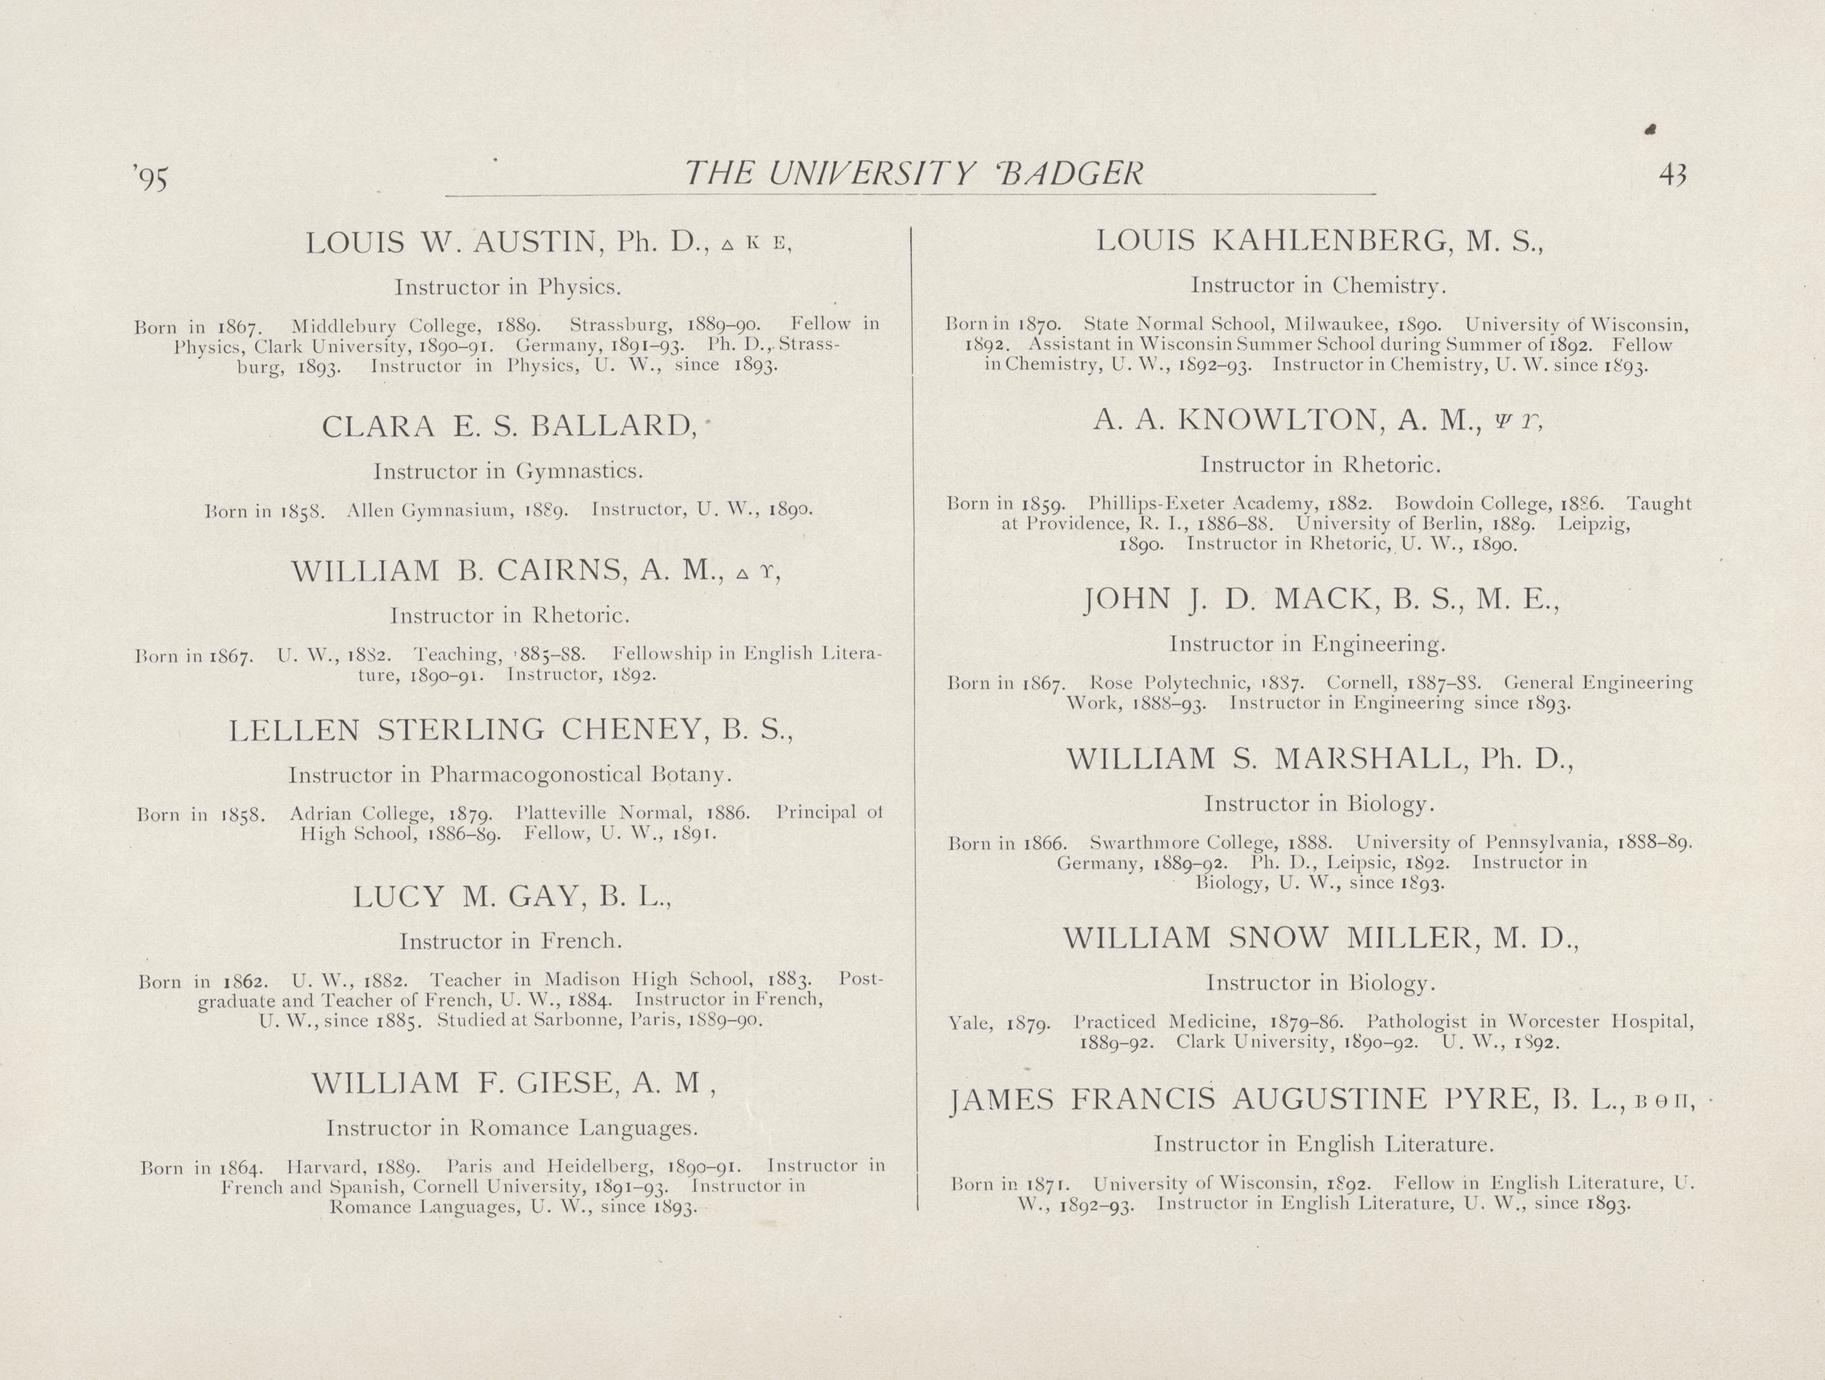 '95
THE UNIVERSITY BADGER
43
LOUIS W. AUSTIN, Ph. D., Δ K E,
Instructor in Physics.
Born in 1867. Middlebury College, 1889. Strassburg, 1889–90. Fellow in
Physics, Clark University, 1890–91. Germany, 1891–93. Ph. D., Strass-
burg, 1893. Instructor in Physics, U. W., since 1893.
CLARA E. S. BALLARD,
Instructor in Gymnastics.
Born in 1858. Allen Gymnasium, 1889. Instructor, U. W., 1890.
WILLIAM B. CAIRNS, A. M., Δ ϒ,
Instructor in Rhetoric.
Born in 1867. U. W., 1882. Teaching, 1885–88. Fellowship in English Litera-
ture, 1890–91. Instructor, 1892.
LELLEN STERLING CHENEY, B. S.,
Instructor in Pharmacogonostical Botany.
Born in 1858. Adrian College, 1879. Platteville Normal, 1886. Principal of
High School, 1886–89. Fellow, U. W., 1891.
LUCY M. GAY, B. L.,
Instructor in French.
Born in 1862. U. W., 1882. Teacher in Madison High School, 1883. Post-
graduate and Teacher of French, U. W., 1884. Instructor in French,
U. W., since 1885. Studied at Sarbonne, Paris, 1889–90.
WILLIAM F. GIESE, A. M ,
Instructor in Romance Languages.
Born in 1864. Harvard, 1889. Paris and Heidelberg, 1890–91. Instructor in
French and Spanish, Cornell University, 1891–93. Instructor in
Romance Languages, U. W., since 1893.
LOUIS KAHLENBERG, M. S.,
Instructor in Chemistry.
Born in 1870. State Normal School, Milwaukee, 1890. University of Wisconsin,
1892. Assistant in Wisconsin Summer School during Summer of 1892. Fellow
in Chemistry, U. W., 1892–93. Instructor in Chemistry, U. W. since 1893.
A. A. KNOWLTON, A. M., Ψ ϒ,
Instructor in Rhetoric.
Born in 1859. Phillips-Exeter Academy, 1882. Bowdoin College, 1886. Taught
at Providence, R. I., 1886–88. University of Berlin, 1889. Leipzig,
1890. Instructor in Rhetoric, U. W., 1890.
JOHN J. D. MACK, B. S., M. E.,
Instructor in Engineering.
Born in 1867. Rose Polytechnic, 1887. Cornell, 1887–88. General Engineering
Work, 1888–93. Instructor in Engineering since 1893.
WILLIAM S. MARSHALL, Ph. D.,
Instructor in Biology.
Born in 1866. Swarthmore College, 1888. University of Pennsylvania, 1888–89.
Germany, 1889–92. Ph. D., Leipsic, 1892. Instructor in
Biology, U. W., since 1893.
WILLIAM SNOW MILLER, M. D.,
Instructor in Biology.
Yale, 1879. Practiced Medicine, 1879–86. Pathologist in Worcester Hospital,
1889–92. Clark University, 1890–92. U. W., 1892.
JAMES FRANCIS AUGUSTINE PYRE, B. L., B Θ Π,
Instructor in English Literature.
Born in 1871. University of Wisconsin, 1892. Fellow in English Literature, U.
W., 1892–93. Instructor in English Literature, U. W., since 1893.